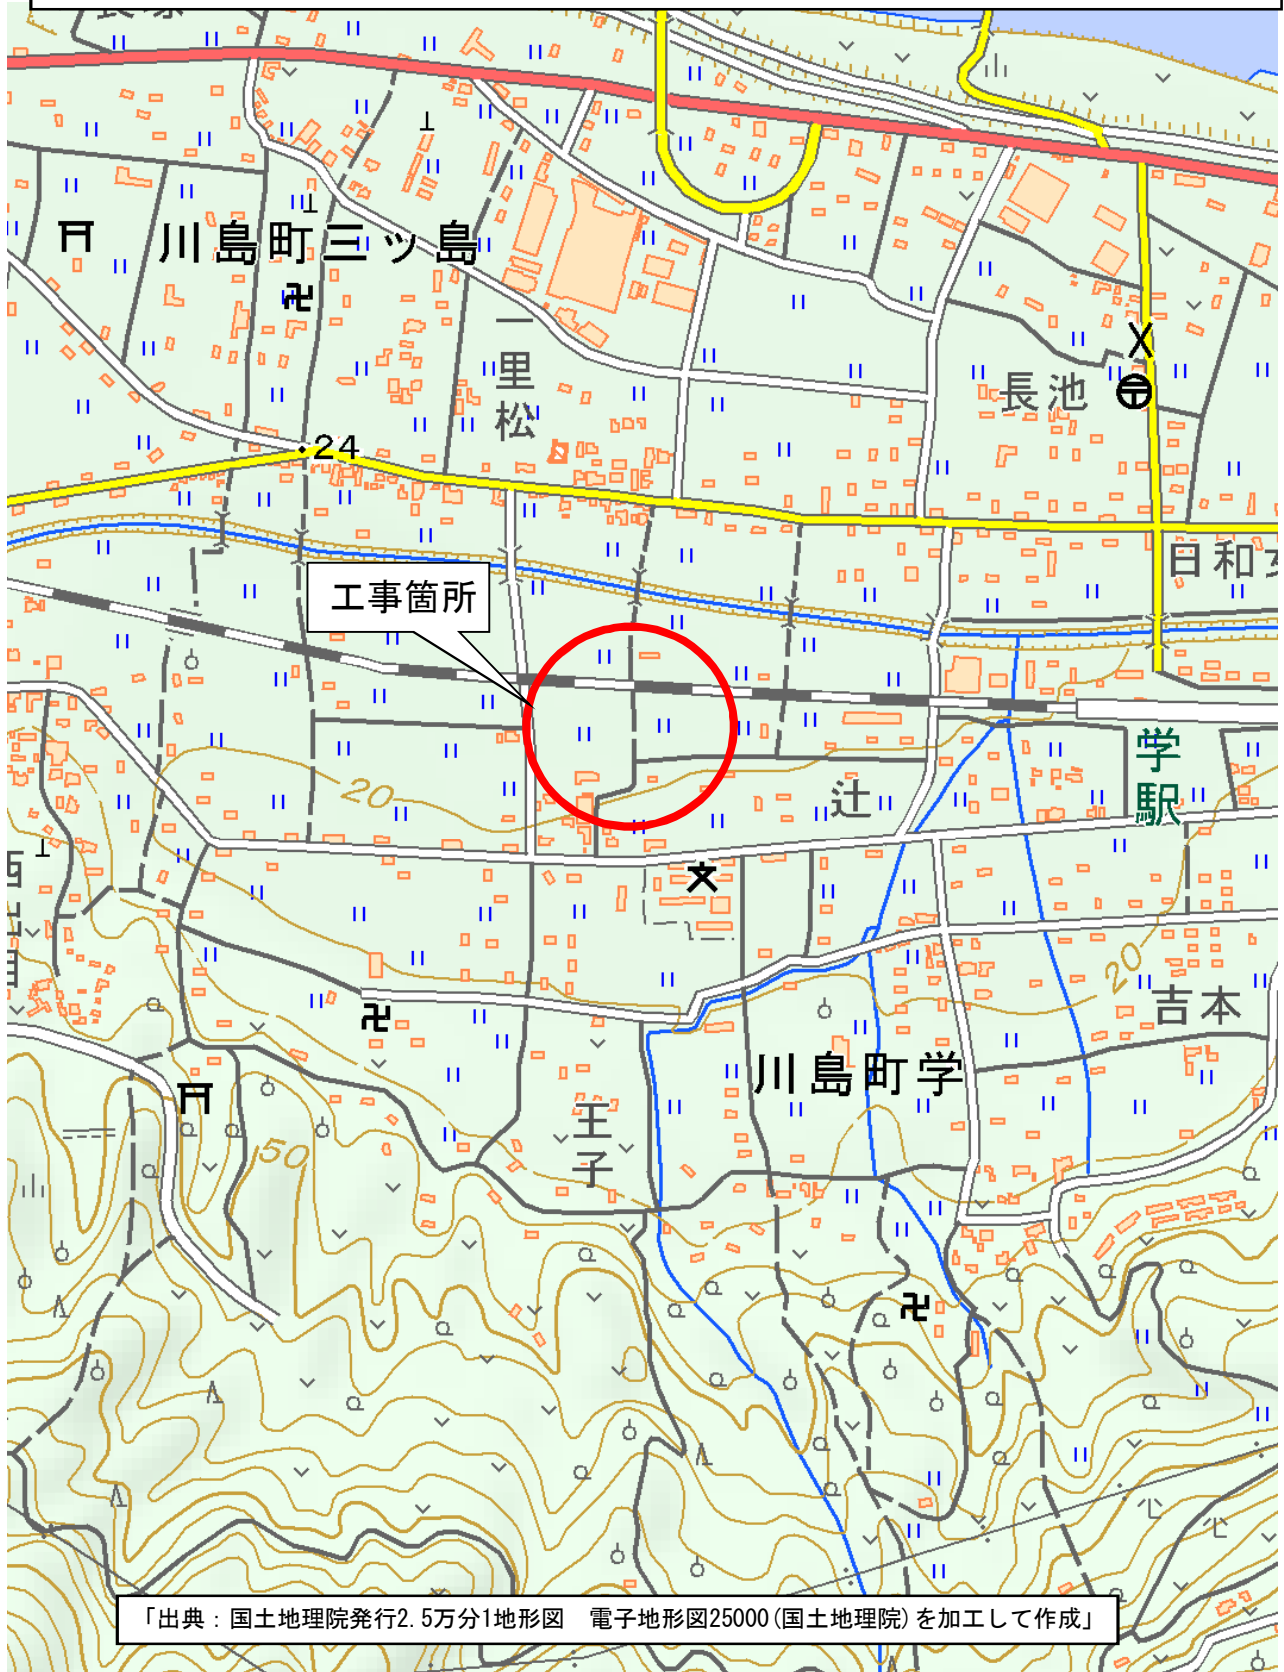 川島町三ッ島
一里松
長池
24
日和
工事箇所
学駅
辻
20
20
吉本
川島町学
王子
50
「出典：国土地理院発行2.5万分1地形図　電子地形図25000(国土地理院)を加工して作成」